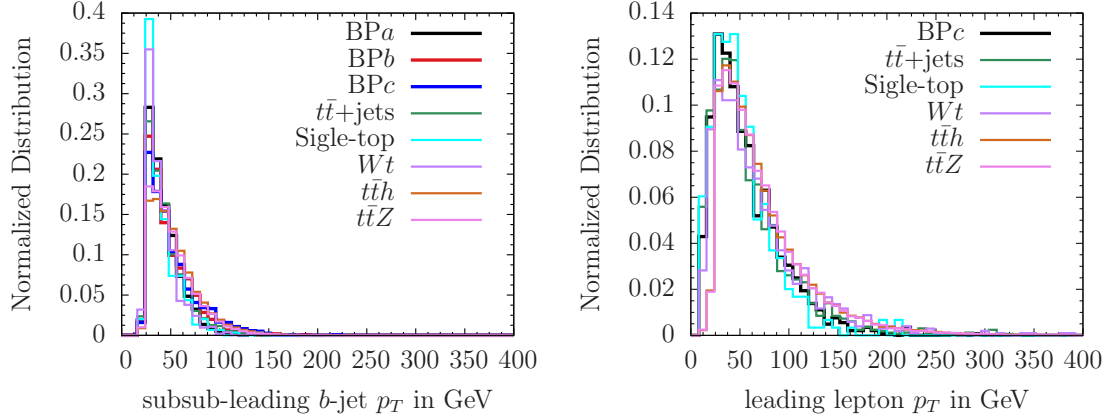 Normalized Distribution
0.4
0.35
0.3
0.25
0.2
0.15
0.1
0.05
0
BPa
BPb
BPc
tt̄+jets
Sigle-top
Wt
tt̄h
tt̄Z
0 50 100 150 200 250 300 350 400
subsub-leading b-jet p_T in GeV
Normalized Distribution
0.14
0.12
0.1
0.08
0.06
0.04
0.02
0
BPc
tt̄+jets
Sigle-top
Wt
tt̄h
tt̄Z
0 50 100 150 200 250 300 350 400
leading lepton p_T in GeV